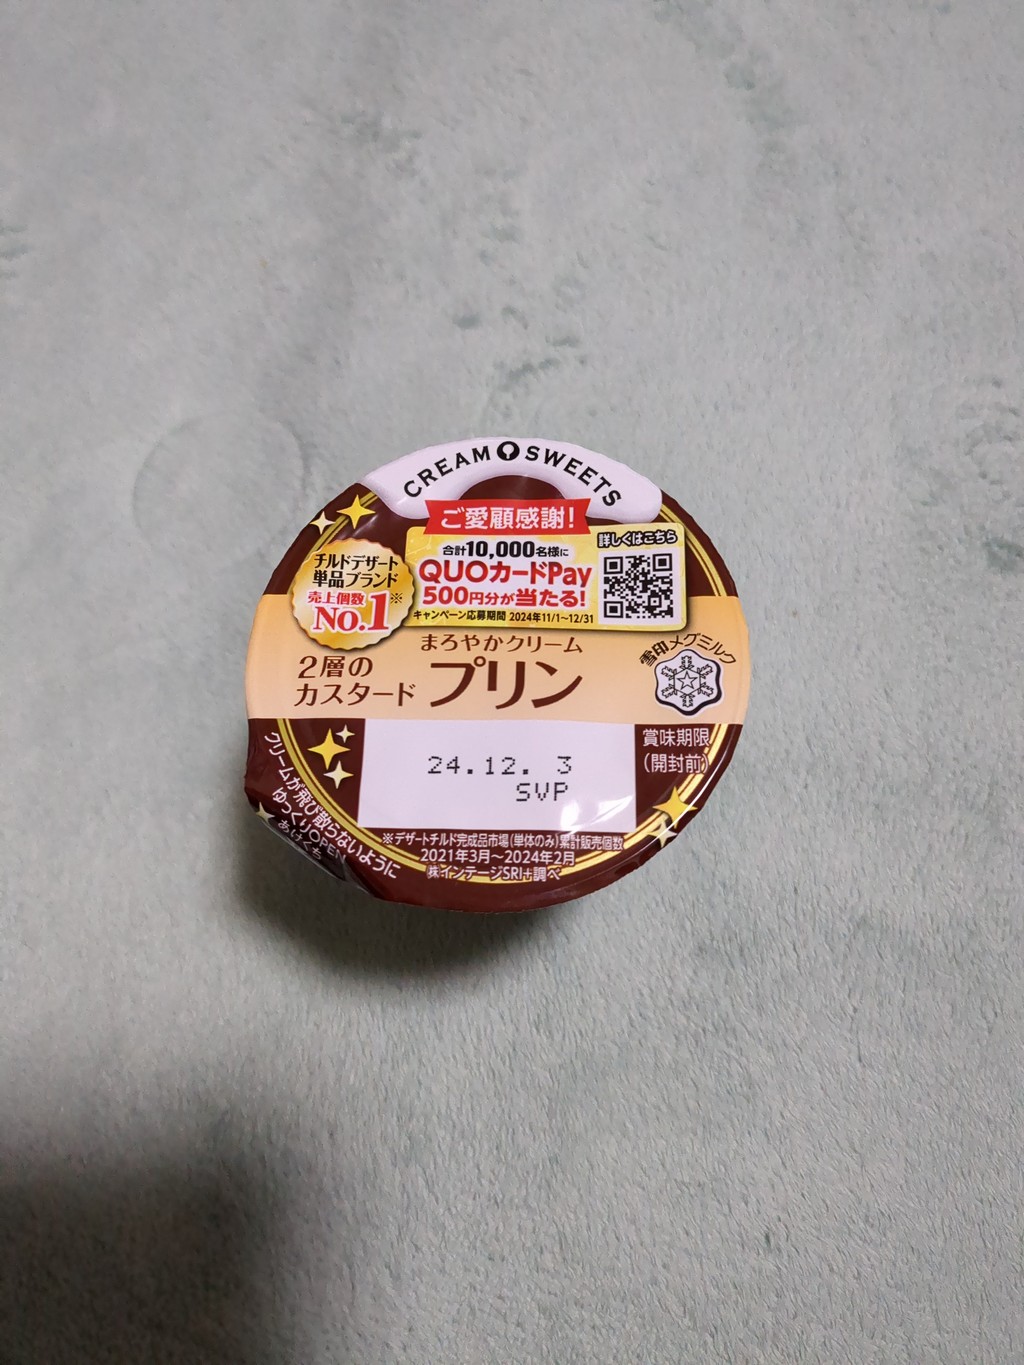 CREAM SWEETS
ご愛顧感謝!
合計10,000名様に
QUOカードPay
500円分が当たる!
キャンペーン応募期間 2024年11/1〜12/31
詳しくはこちら
チルドデザート
単品ブランド
売上個数
No.1※
まろやかクリーム
2層の
カスタード
プリン
雪印メグミルク
賞味期限
(開封前)
24.12. 3
SVP
クリームが飛び散らないように
ゆっくりOPEN
あけくち
※デザートチルド完成品市場(単体のみ)累計販売個数
2021年3月〜2024年2月
㈱インテージSRI+調べ